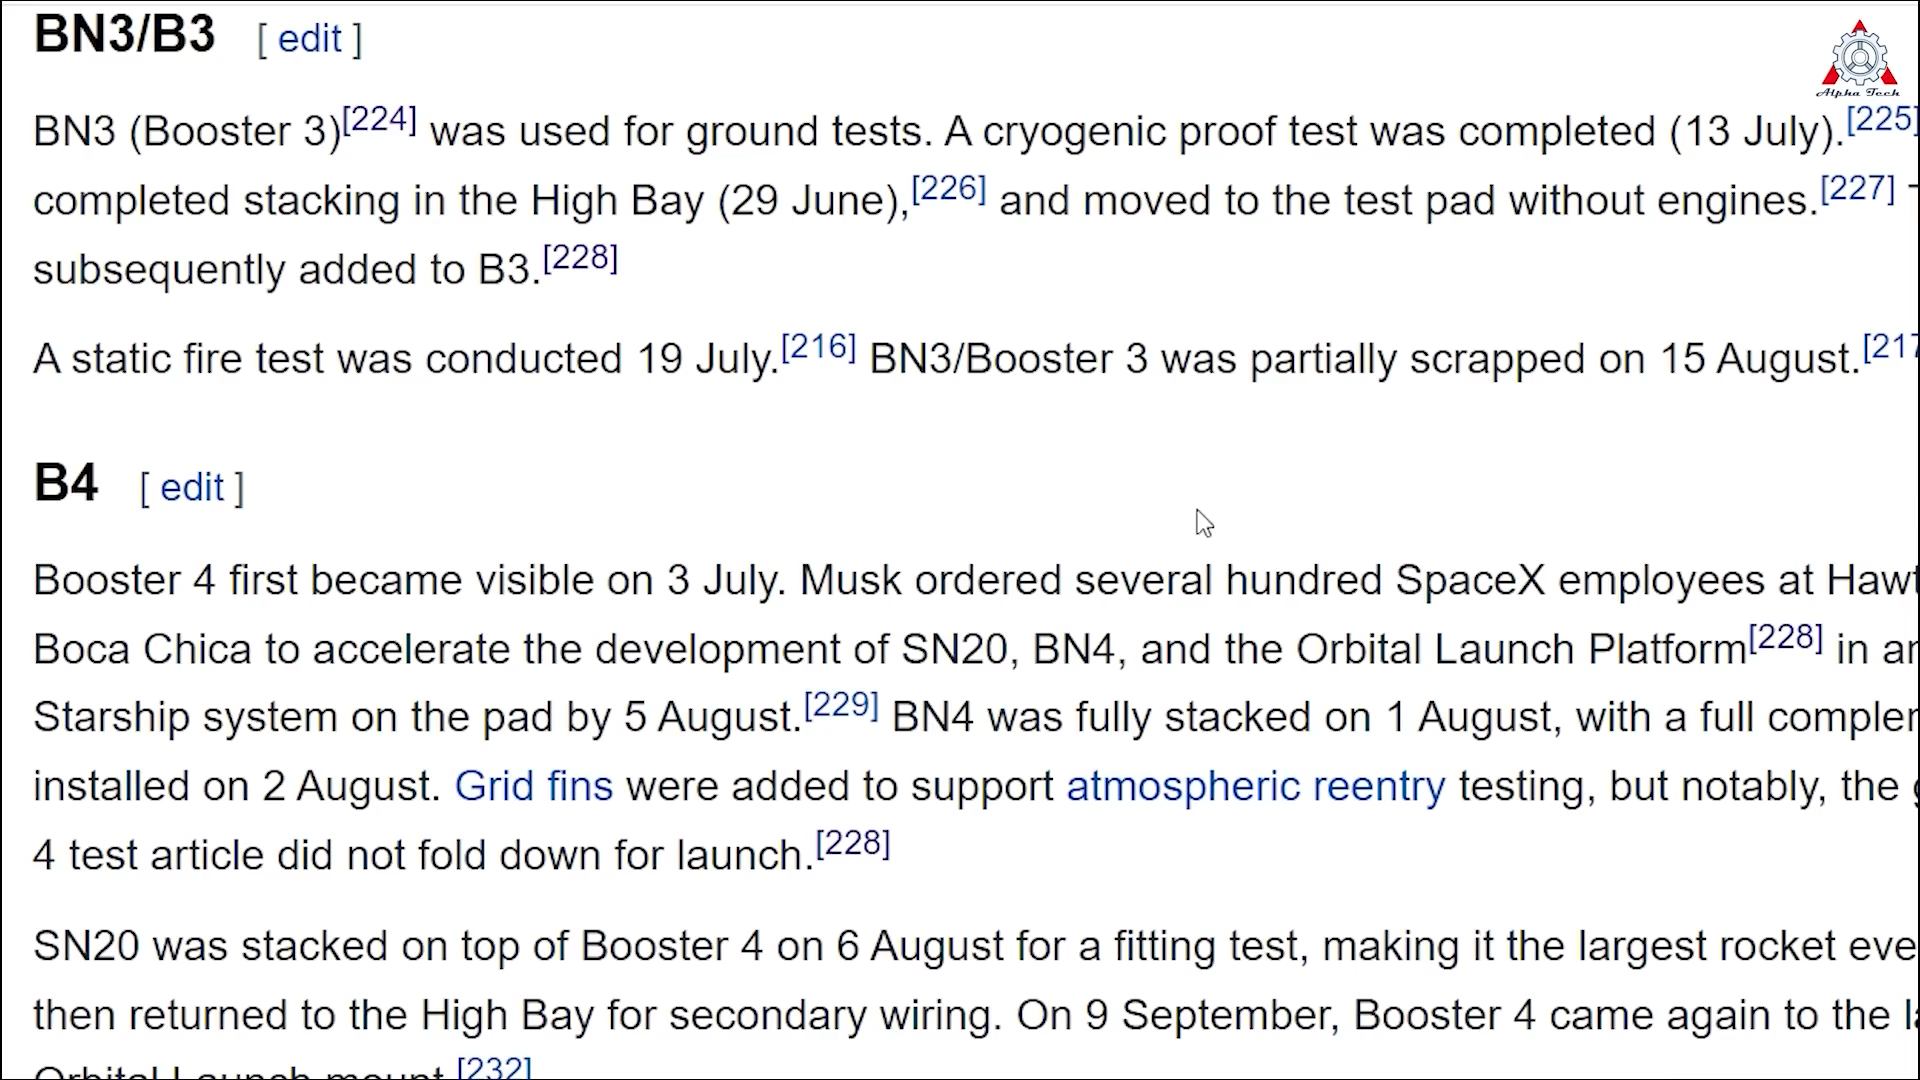 BN3/B3 [ edit ]
Alpha Tech
BN3 (Booster 3)[224] was used for ground tests. A cryogenic proof test was completed (13 July).[225]
completed stacking in the High Bay (29 June),[226] and moved to the test pad without engines.[227]
subsequently added to B3.[228]
A static fire test was conducted 19 July.[216] BN3/Booster 3 was partially scrapped on 15 August.[217
B4 [ edit ]
Booster 4 first became visible on 3 July. Musk ordered several hundred SpaceX employees at
Boca Chica to accelerate the development of SN20, BN4, and the Orbital Launch Platform[228] in
Starship system on the pad by 5 August.[229] BN4 was fully stacked on 1 August, with a full
installed on 2 August. Grid fins were added to support atmospheric reentry testing, but notably, the
4 test article did not fold down for launch.[228]
SN20 was stacked on top of Booster 4 on 6 August for a fitting test, making it the largest rocket
then returned to the High Bay for secondary wiring. On 9 September, Booster 4 came again to the
Orbital Launch mount.[232]